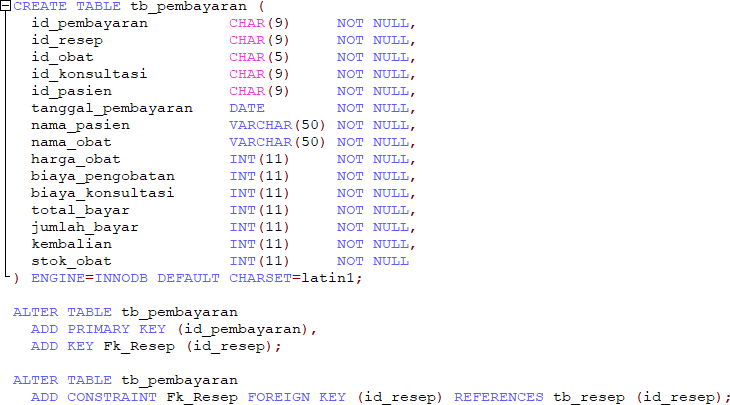 CREATE TABLE tb_pembayaran (
id_pembayaran CHAR(9) NOT NULL,
id_resep CHAR(9) NOT NULL,
id_obat CHAR(5) NOT NULL,
id_konsultasi CHAR(9) NOT NULL,
id_pasien CHAR(9) NOT NULL,
tanggal_pembayaran DATE NOT NULL,
nama_pasien VARCHAR(50) NOT NULL,
nama_obat VARCHAR(50) NOT NULL,
harga_obat INT(11) NOT NULL,
biaya_pengobatan INT(11) NOT NULL,
biaya_konsultasi INT(11) NOT NULL,
total_bayar INT(11) NOT NULL,
jumlah_bayar INT(11) NOT NULL,
kembalian INT(11) NOT NULL,
stok_obat INT(11) NOT NULL
) ENGINE=INNODB DEFAULT CHARSET=latin1;
ALTER TABLE tb_pembayaran
ADD PRIMARY KEY (id_pembayaran),
ADD KEY Fk_Resep (id_resep);
ALTER TABLE tb_pembayaran
ADD CONSTRAINT Fk_Resep FOREIGN KEY (id_resep) REFERENCES tb_resep (id_resep);